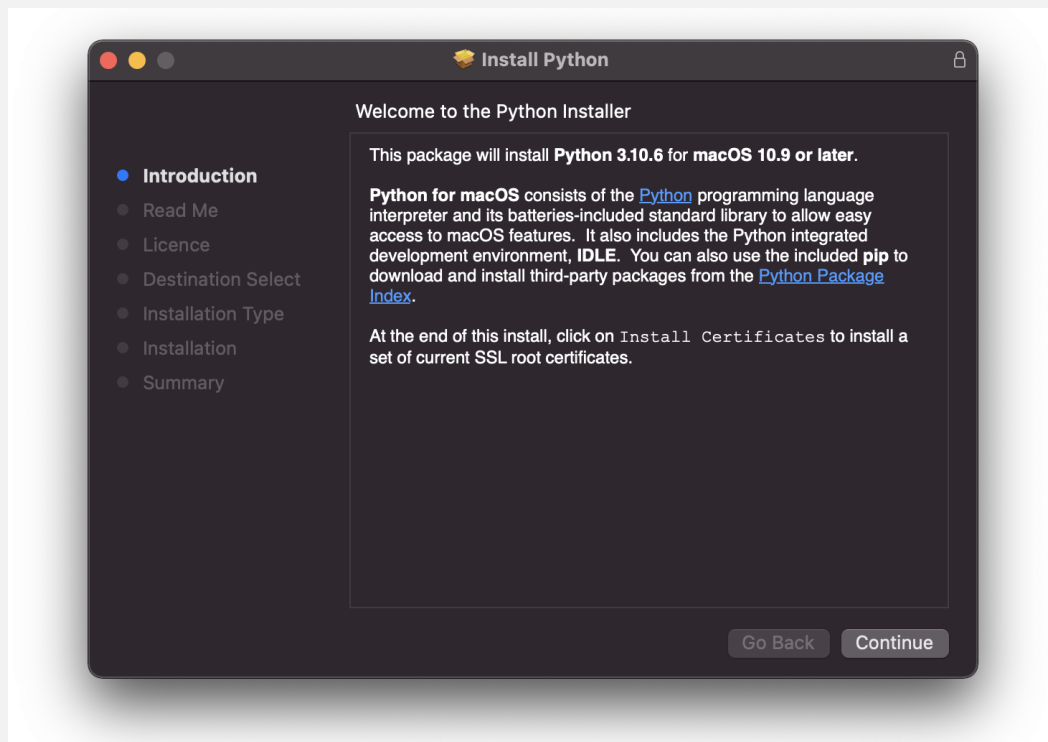 Install Python
Welcome to the Python Installer
Introduction
Read Me
Licence
Destination Select
Installation Type
Installation
Summary
This package will install Python 3.10.6 for macOS 10.9 or later.
Python for macOS consists of the Python programming language
interpreter and its batteries-included standard library to allow easy
access to macOS features.  It also includes the Python integrated
development environment, IDLE.  You can also use the included pip to
download and install third-party packages from the Python Package
Index.
At the end of this install, click on Install Certificates to install a
set of current SSL root certificates.
Go Back
Continue